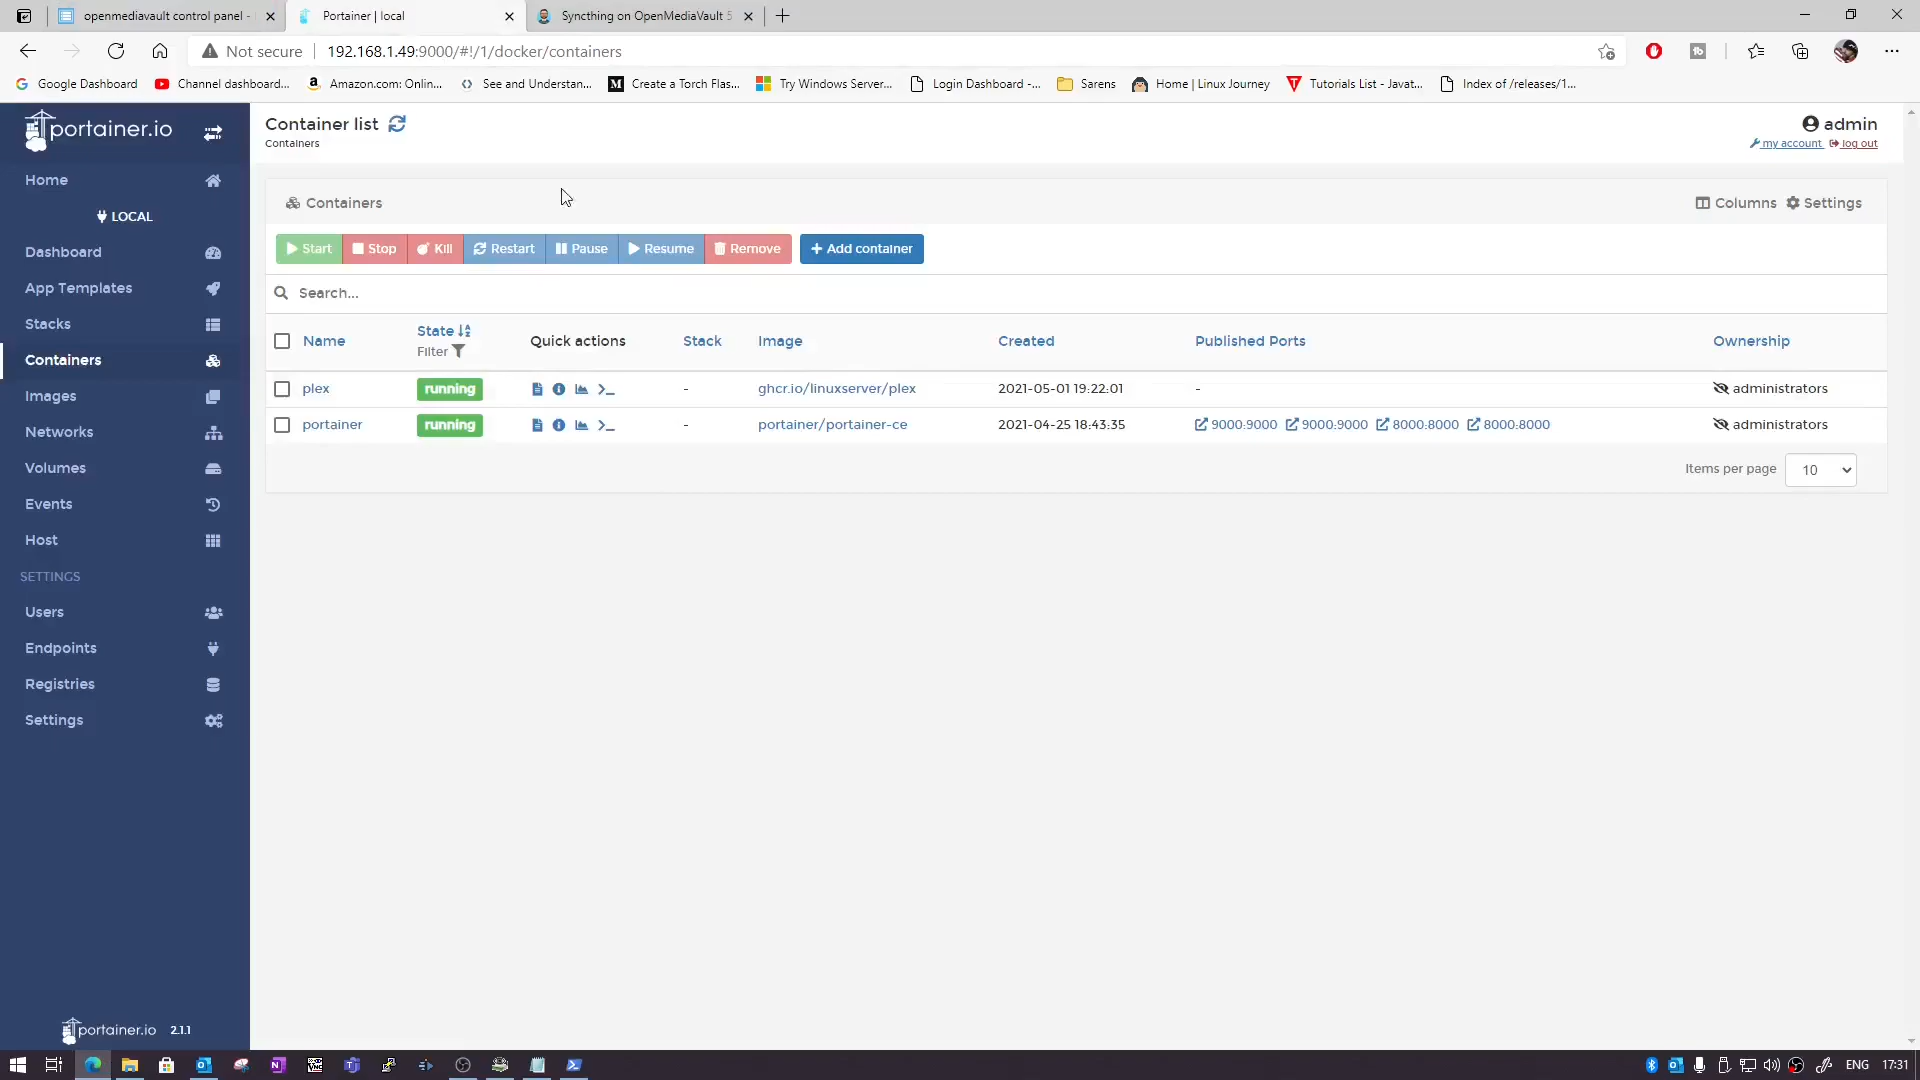 openmediavault control panel -
Portainer | local
Syncthing on OpenMediaVault 5
Not secure
192.168.1.49:9000/#!/1/docker/containers
Google Dashboard
Channel dashboard...
Amazon.com: Onlin...
See and Understan...
Create a Torch Flas...
Try Windows Server...
Login Dashboard -...
Sarens
Home | Linux Journey
Tutorials List - Javat...
Index of /releases/1...
portainer.io
Home
LOCAL
Dashboard
App Templates
Stacks
Containers
Images
Networks
Volumes
Events
Host
SETTINGS
Users
Endpoints
Registries
Settings
portainer.io 2.1.1
Container list
Containers
admin
my account log out
Containers
Columns Settings
Start Stop Kill Restart Pause Resume Remove Add container
Search...
Name State Quick actions Stack Image Created Published Ports Ownership
Filter
plex running - ghcr.io/linuxserver/plex 2021-05-01 19:22:01 - administrators
portainer running - portainer/portainer-ce 2021-04-25 18:43:35 9000:9000 9000:9000 8000:8000 8000:8000 administrators
Items per page 10
ENG 17:31